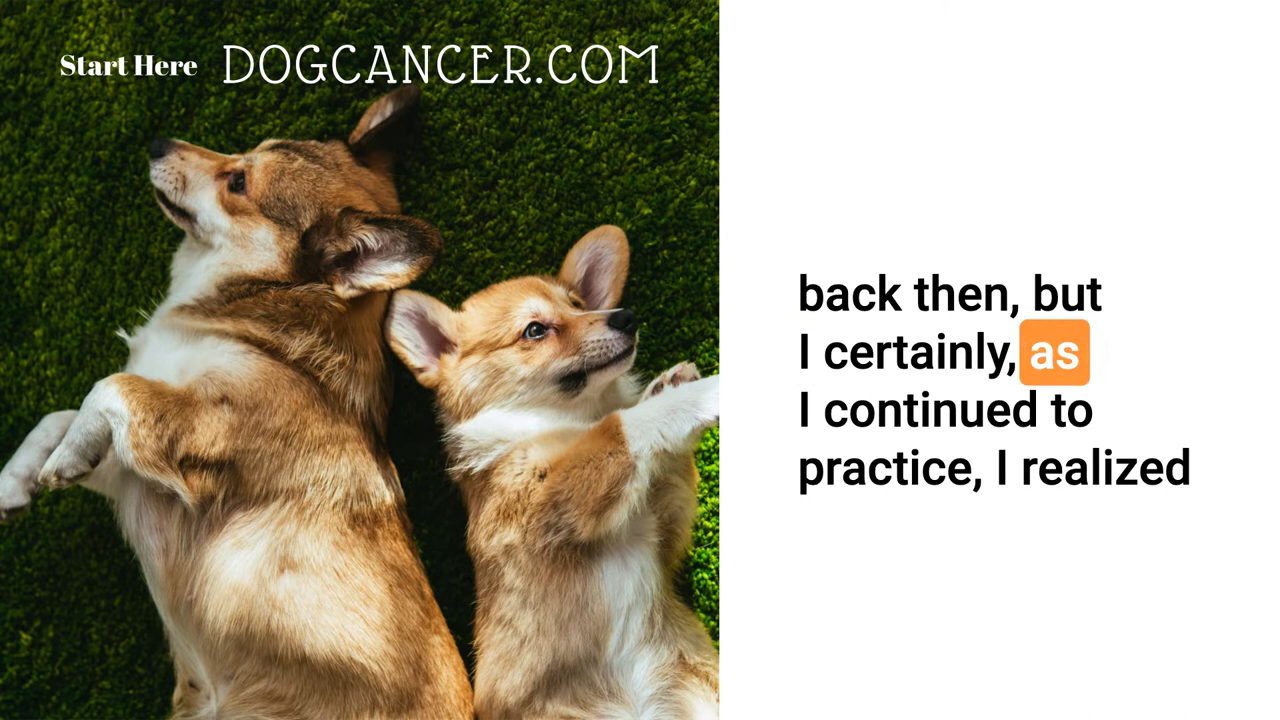 Start Here DOGCANCER.COM
back then, but
I certainly, as
I continued to
practice, I realized